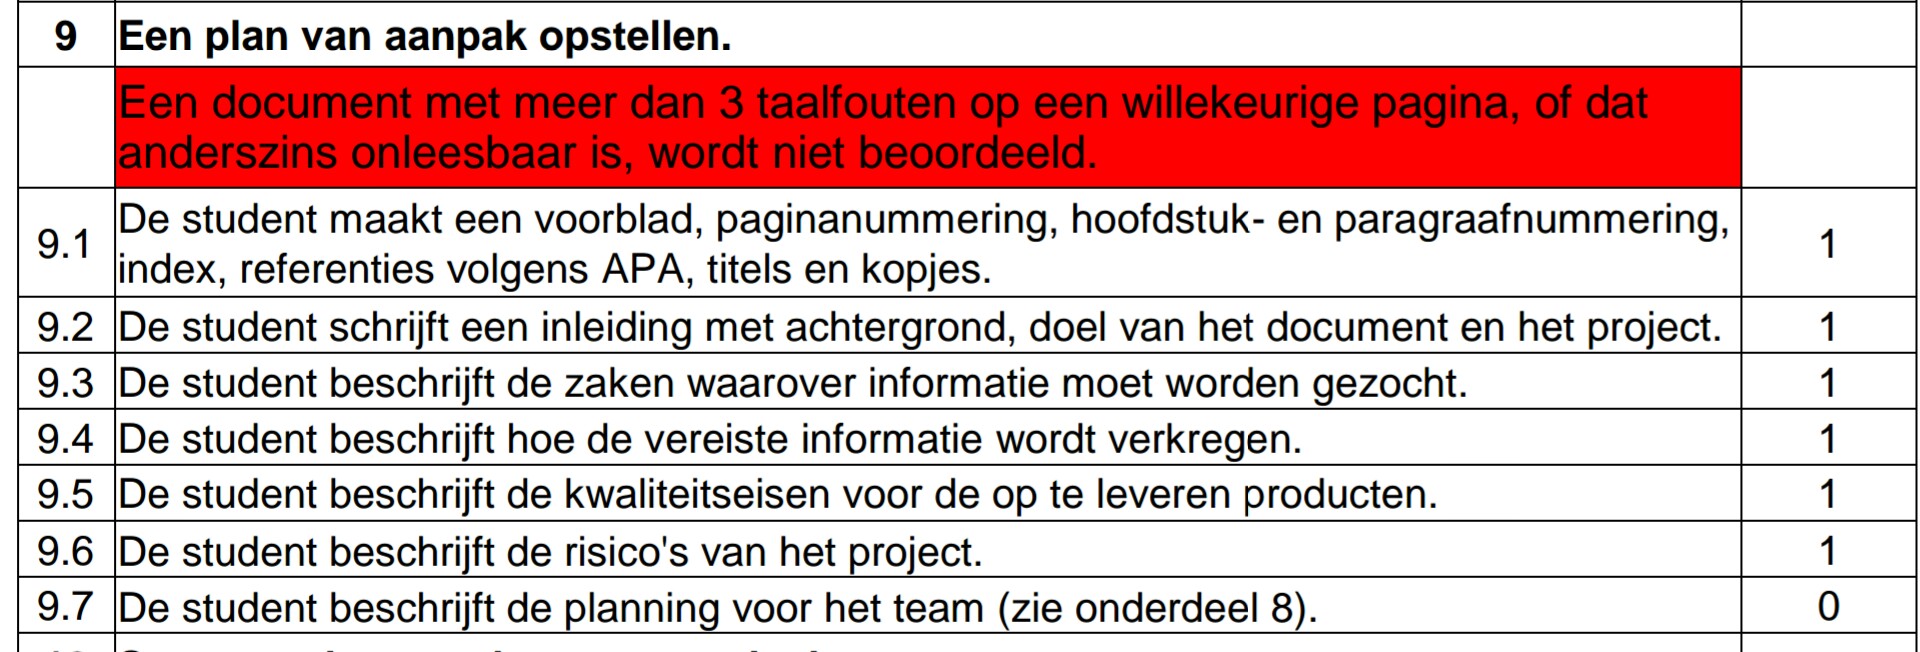 9 Een plan van aanpak opstellen.
Een document met meer dan 3 taalfouten op een willekeurige pagina, of dat
anderszins onleesbaar is, wordt niet beoordeeld.
9.1 De student maakt een voorblad, paginanummering, hoofdstuk- en paragraafnummering, 1
index, referenties volgens APA, titels en kopjes.
9.2 De student schrijft een inleiding met achtergrond, doel van het document en het project. 1
9.3 De student beschrijft de zaken waarover informatie moet worden gezocht. 1
9.4 De student beschrijft hoe de vereiste informatie wordt verkregen. 1
9.5 De student beschrijft de kwaliteitseisen voor de op te leveren producten. 1
9.6 De student beschrijft de risico's van het project. 1
9.7 De student beschrijft de planning voor het team (zie onderdeel 8). 0